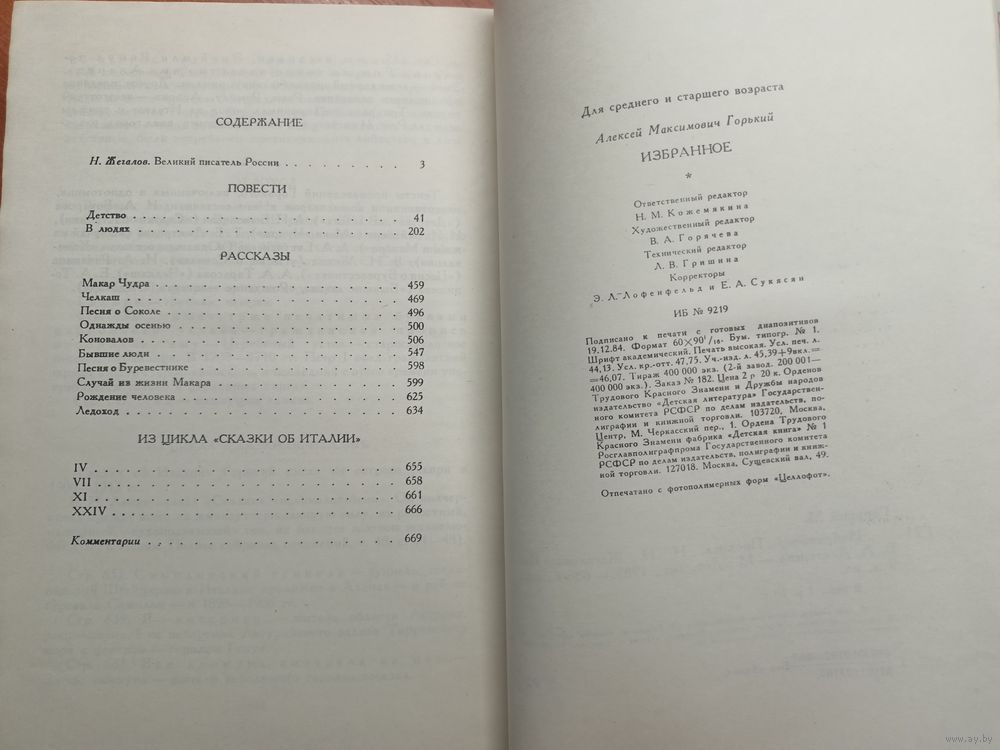 СОДЕРЖАНИЕ
Н. Жегалов. Великий писатель России . . . . . . . . 3
ПОВЕСТИ
Детство . . . . . . . . . . . . . . . . . . 41
В людях . . . . . . . . . . . . . . . . . . 202
РАССКАЗЫ
Макар Чудра . . . . . . . . . . . . . . . . 459
Челкаш . . . . . . . . . . . . . . . . . . 469
Песня о Соколе . . . . . . . . . . . . . . . 496
Однажды осенью . . . . . . . . . . . . . . . 500
Коновалов . . . . . . . . . . . . . . . . . 506
Бывшие люди . . . . . . . . . . . . . . . . 547
Песня о Буревестнике . . . . . . . . . . . . . 598
Случай из жизни Макара . . . . . . . . . . . . 599
Рождение человека . . . . . . . . . . . . . . 625
Ледоход . . . . . . . . . . . . . . . . . . 634
ИЗ ЦИКЛА «СКАЗКИ ОБ ИТАЛИИ»
IV . . . . . . . . . . . . . . . . . . . . 655
VII . . . . . . . . . . . . . . . . . . . . 658
XI . . . . . . . . . . . . . . . . . . . . 661
XXIV . . . . . . . . . . . . . . . . . . . 666
Комментарии . . . . . . . . . . . . . . . . 669
Для среднего и старшего возраста
Алексей Максимович Горький
ИЗБРАННОЕ
*
Ответственный редактор
Н. М. Кожемякина
Художественный редактор
В. А. Горячева
Технический редактор
Л. В. Гришина
Корректоры
Э. Л. Лофенфельд и Е. А. Сукясян
ИБ № 9219
Подписано к печати с готовых диапозитивов
19.12.84. Формат 60×90¹/₁₆. Бум. типогр. № 1.
Шрифт академический. Печать высокая. Усл. печ. л.
44,13. Усл. кр.-отт. 47,75. Уч.-изд. л. 45,39+9вкл.=
=46,07. Тираж 400 000 экз. (2-й завод. 200 001—
400 000 экз.). Заказ № 182. Цена 2 р 20 к. Орденов
Трудового Красного Знамени и Дружбы народов
издательство «Детская литература» Государствен-
ного комитета РСФСР по делам издательств, по-
лиграфии и книжной торговли. 103720, Москва,
Центр, М. Черкасский пер., 1. Ордена Трудового
Красного Знамени фабрика «Детская книга» № 1
Росглавполиграфпрома Государственного комитета
РСФСР по делам издательств, полиграфии и книж-
ной торговли. 127018. Москва, Сущевский вал, 49.
Отпечатано с фотополимерных форм «Целлофот».
www.ay.by